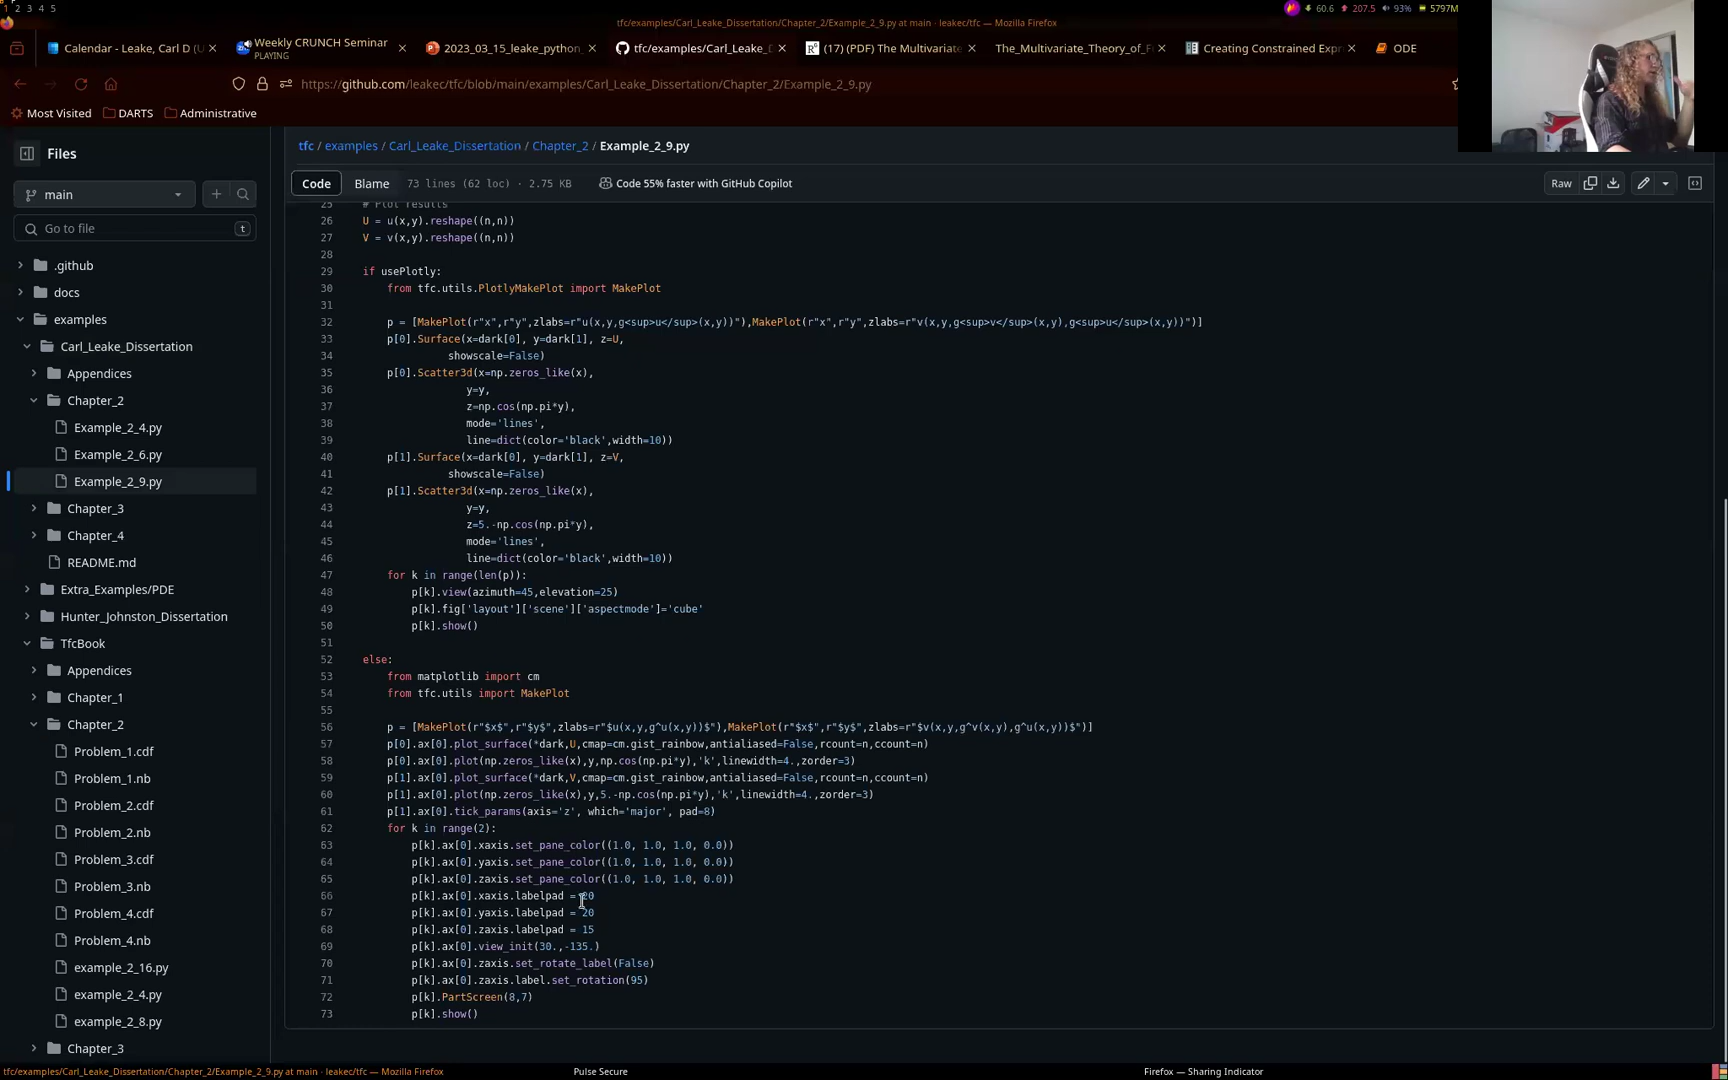 1 2 3 4 5
60.6 207.5 93% 5797M
tfc/examples/Carl_Leake_Dissertation/Chapter_2/Example_2_9.py at main · leakec/tfc — Mozilla Firefox
Calendar - Leake, Carl D (U
Weekly CRUNCH Seminar
PLAYING
2023_03_15_leake_python_
tfc/examples/Carl_Leake_D
(17) (PDF) The Multivariate
The_Multivariate_Theory_of_F
Creating Constrained Expr
ODE
https://github.com/leakec/tfc/blob/main/examples/Carl_Leake_Dissertation/Chapter_2/Example_2_9.py
Most Visited DARTS Administrative
Files
main
Go to file t
.github
docs
examples
Carl_Leake_Dissertation
Appendices
Chapter_2
Example_2_4.py
Example_2_6.py
Example_2_9.py
Chapter_3
Chapter_4
README.md
Extra_Examples/PDE
Hunter_Johnston_Dissertation
TfcBook
Appendices
Chapter_1
Chapter_2
Problem_1.cdf
Problem_1.nb
Problem_2.cdf
Problem_2.nb
Problem_3.cdf
Problem_3.nb
Problem_4.cdf
Problem_4.nb
example_2_16.py
example_2_4.py
example_2_8.py
Chapter_3
tfc / examples / Carl_Leake_Dissertation / Chapter_2 / Example_2_9.py
Code Blame 73 lines (62 loc) · 2.75 KB Code 55% faster with GitHub Copilot Raw
25 # Plot results
26 U = u(x,y).reshape((n,n))
27 V = v(x,y).reshape((n,n))
28
29 if usePlotly:
30 from tfc.utils.PlotlyMakePlot import MakePlot
31
32 p = [MakePlot(r"x",r"y",zlabs=r"u(x,y,g<sup>u</sup>(x,y))"),MakePlot(r"x",r"y",zlabs=r"v(x,y,g<sup>v</sup>(x,y),g<sup>u</sup>(x,y))")]
33 p[0].Surface(x=dark[0], y=dark[1], z=U,
34 showscale=False)
35 p[0].Scatter3d(x=np.zeros_like(x),
36 y=y,
37 z=np.cos(np.pi*y),
38 mode='lines',
39 line=dict(color='black',width=10))
40 p[1].Surface(x=dark[0], y=dark[1], z=V,
41 showscale=False)
42 p[1].Scatter3d(x=np.zeros_like(x),
43 y=y,
44 z=5.-np.cos(np.pi*y),
45 mode='lines',
46 line=dict(color='black',width=10))
47 for k in range(len(p)):
48 p[k].view(azimuth=45,elevation=25)
49 p[k].fig['layout']['scene']['aspectmode']='cube'
50 p[k].show()
51
52 else:
53 from matplotlib import cm
54 from tfc.utils import MakePlot
55
56 p = [MakePlot(r"$x$",r"$y$",zlabs=r"$u(x,y,g^u(x,y))$"),MakePlot(r"$x$",r"$y$",zlabs=r"$v(x,y,g^v(x,y),g^u(x,y))$")]
57 p[0].ax[0].plot_surface(*dark,U,cmap=cm.gist_rainbow,antialiased=False,rcount=n,ccount=n)
58 p[0].ax[0].plot(np.zeros_like(x),y,np.cos(np.pi*y),'k',linewidth=4.,zorder=3)
59 p[1].ax[0].plot_surface(*dark,V,cmap=cm.gist_rainbow,antialiased=False,rcount=n,ccount=n)
60 p[1].ax[0].plot(np.zeros_like(x),y,5.-np.cos(np.pi*y),'k',linewidth=4.,zorder=3)
61 p[1].ax[0].tick_params(axis='z', which='major', pad=8)
62 for k in range(2):
63 p[k].ax[0].xaxis.set_pane_color((1.0, 1.0, 1.0, 0.0))
64 p[k].ax[0].yaxis.set_pane_color((1.0, 1.0, 1.0, 0.0))
65 p[k].ax[0].zaxis.set_pane_color((1.0, 1.0, 1.0, 0.0))
66 p[k].ax[0].xaxis.labelpad = 20
67 p[k].ax[0].yaxis.labelpad = 20
68 p[k].ax[0].zaxis.labelpad = 15
69 p[k].ax[0].view_init(30.,-135.)
70 p[k].ax[0].zaxis.set_rotate_label(False)
71 p[k].ax[0].zaxis.label.set_rotation(95)
72 p[k].PartScreen(8,7)
73 p[k].show()
tfc/examples/Carl_Leake_Dissertation/Chapter_2/Example_2_9.py at main · leakec/tfc — Mozilla Firefox
Pulse Secure
Firefox — Sharing Indicator